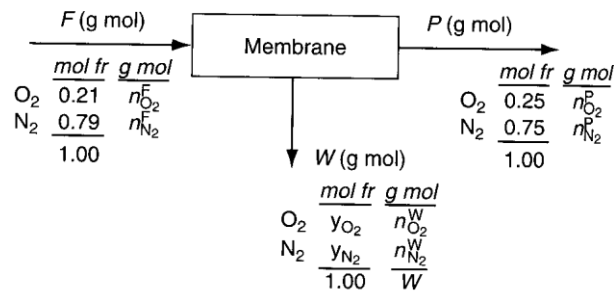 F (g mol)
Membrane
P (g mol)
mol fr g mol
O₂ 0.21 n^F_O₂
N₂ 0.79 n^F_N₂
1.00
mol fr g mol
O₂ 0.25 n^P_O₂
N₂ 0.75 n^P_N₂
1.00
W (g mol)
mol fr g mol
O₂ y_O₂ n^W_O₂
N₂ y_N₂ n^W_N₂
1.00 W